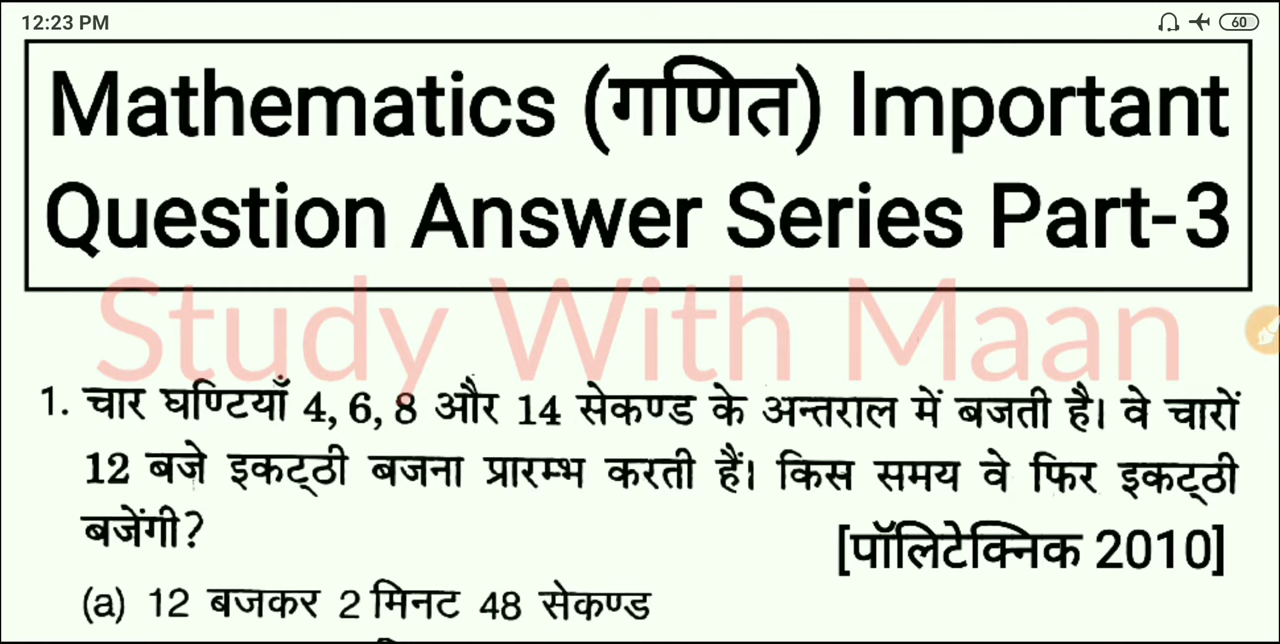 12:23 PM
60
Mathematics (गणित) Important
Question Answer Series Part-3
Study With Maan
1. चार घण्टियाँ 4, 6, 8 और 14 सेकण्ड के अन्तराल में बजती है। वे चारों
12 बजे इकट्ठी बजना प्रारम्भ करती हैं। किस समय वे फिर इकट्ठी
बजेंगी?
[पॉलिटेक्निक 2010]
(a) 12 बजकर 2 मिनट 48 सेकण्ड